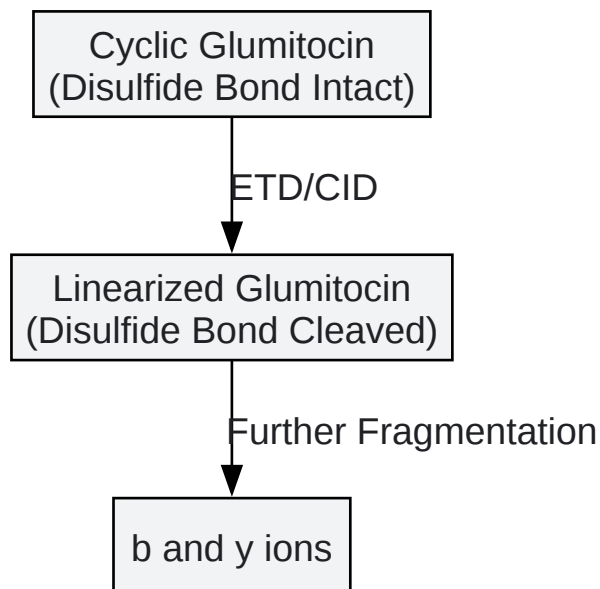 Cyclic Glumitocin
(Disulfide Bond Intact)
ETD/CID
Linearized Glumitocin
(Disulfide Bond Cleaved)
Further Fragmentation
b and y ions